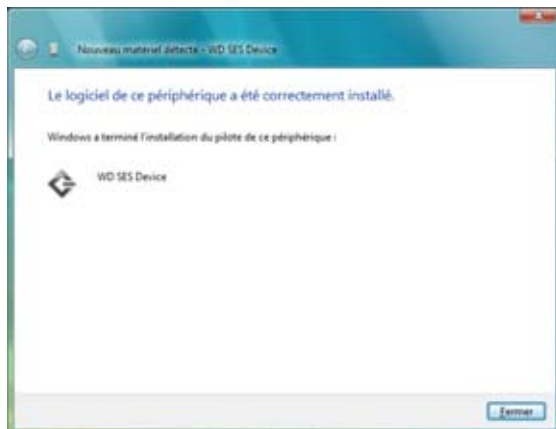 Nouveau matériel détecté - WD SES Device
Le logiciel de ce périphérique a été correctement installé.
Windows a terminé l'installation du pilote de ce périphérique :
WD SES Device
Fermer